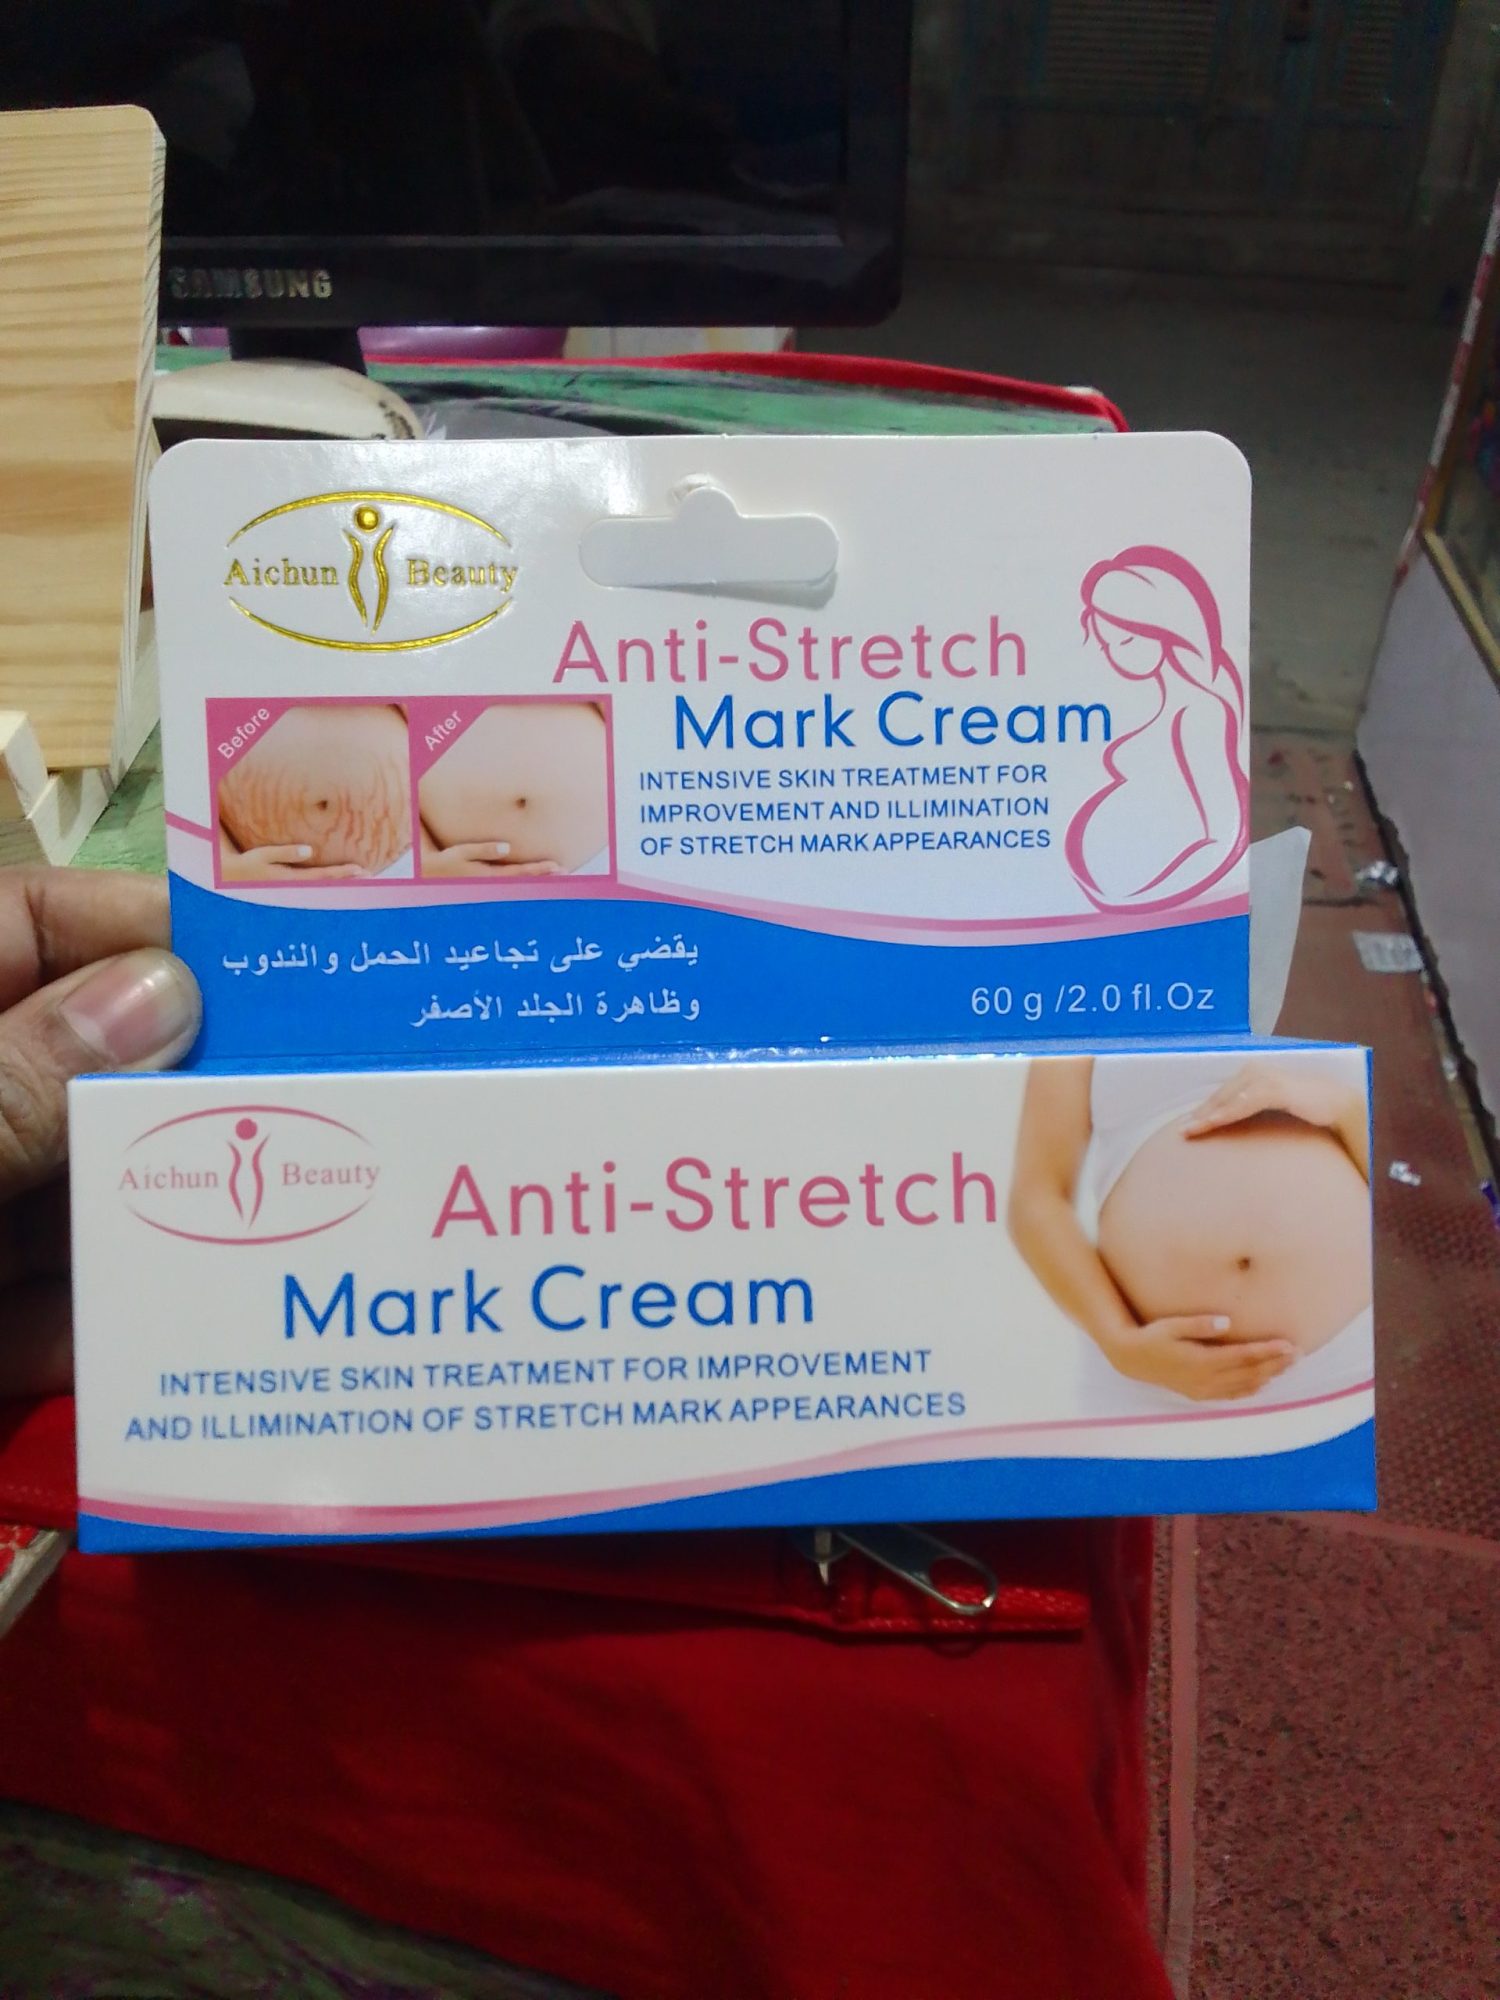 SAMSUNG
Aichun Beauty
Anti-Stretch
Mark Cream
Before
After
INTENSIVE SKIN TREATMENT FOR
IMPROVEMENT AND ILLIMINATION
OF STRETCH MARK APPEARANCES
يقضي على تجاعيد الحمل والندوب
وظاهرة الجلد الأصفر
60 g /2.0 fl.Oz
Aichun Beauty
Anti-Stretch
Mark Cream
INTENSIVE SKIN TREATMENT FOR IMPROVEMENT
AND ILLIMINATION OF STRETCH MARK APPEARANCES